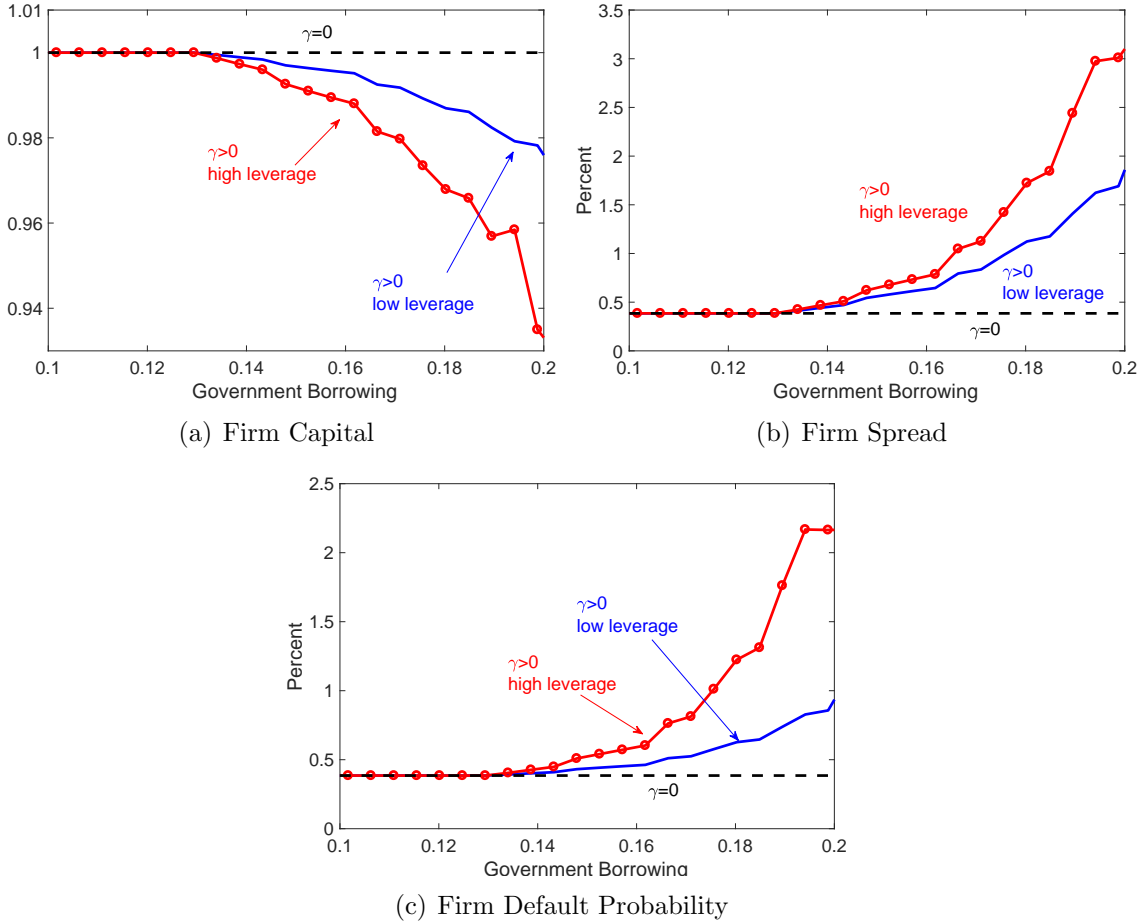 1.01
1
0.98
0.96
0.94
0.1 0.12 0.14 0.16 0.18 0.2
γ=0
γ>0
high leverage
γ>0
low leverage
Government Borrowing
(a) Firm Capital
3.5
3
2.5
2
1.5
1
0.5
0
Percent
0.1 0.12 0.14 0.16 0.18 0.2
γ>0
high leverage
γ>0
low leverage
γ=0
Government Borrowing
(b) Firm Spread
2.5
2
1.5
1
0.5
0
Percent
0.1 0.12 0.14 0.16 0.18 0.2
γ>0
low leverage
γ>0
high leverage
γ=0
Government Borrowing
(c) Firm Default Probability